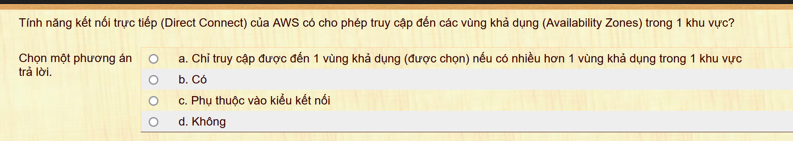 Tính năng kết nối trực tiếp (Direct Connect) của AWS có cho phép truy cập đến các vùng khả dụng (Availability Zones) trong 1 khu vực?
Chọn một phương án
trả lời.
a. Chỉ truy cập được đến 1 vùng khả dụng (được chọn) nếu có nhiều hơn 1 vùng khả dụng trong 1 khu vực
b. Có
c. Phụ thuộc vào kiểu kết nối
d. Không